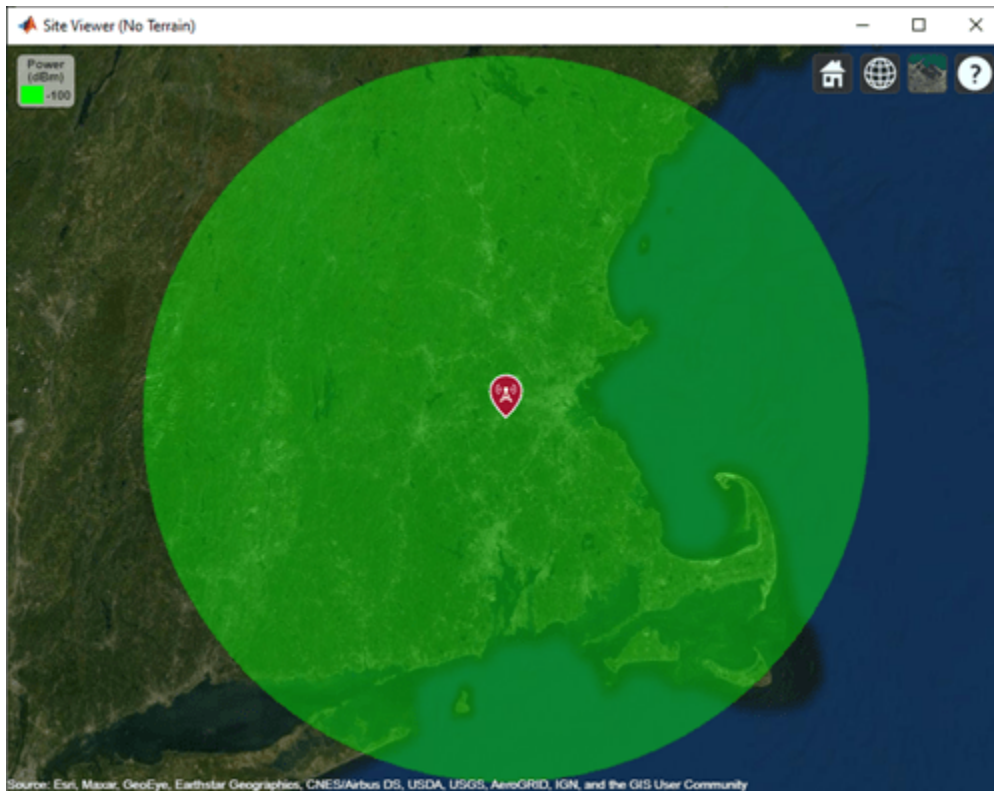 Site Viewer (No Terrain)
Power
(dBm)
-100
?
Source: Esri, Maxar, GeoEye, Earthstar Geographics, CNES/Airbus DS, USDA, USGS, AeroGRID, IGN, and the GIS User Community